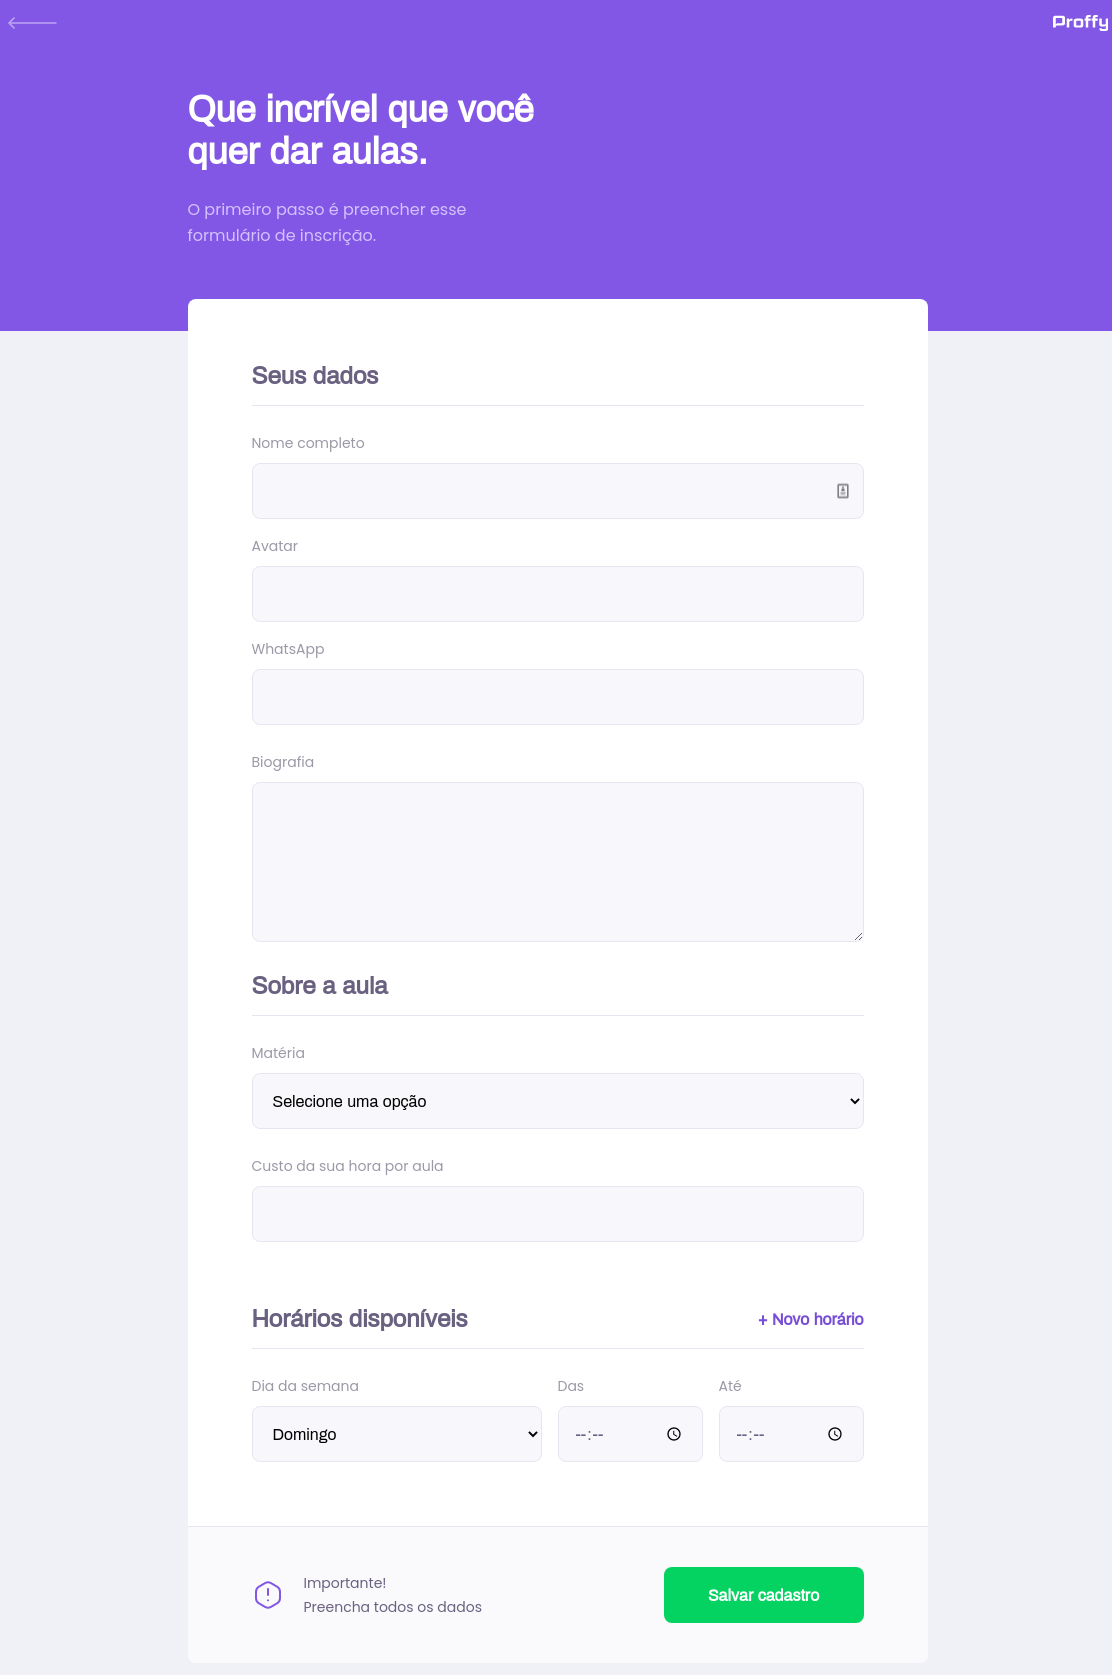 Proffy
Que incrível que você
quer dar aulas.
O primeiro passo é preencher esse
formulário de inscrição.
Seus dados
Nome completo
Avatar
WhatsApp
Biografia
Sobre a aula
Matéria
Selecione uma opção
Custo da sua hora por aula
Horários disponíveis
+ Novo horário
Dia da semana
Das
Até
Domingo
--:--
--:--
Importante!
Preencha todos os dados
Salvar cadastro